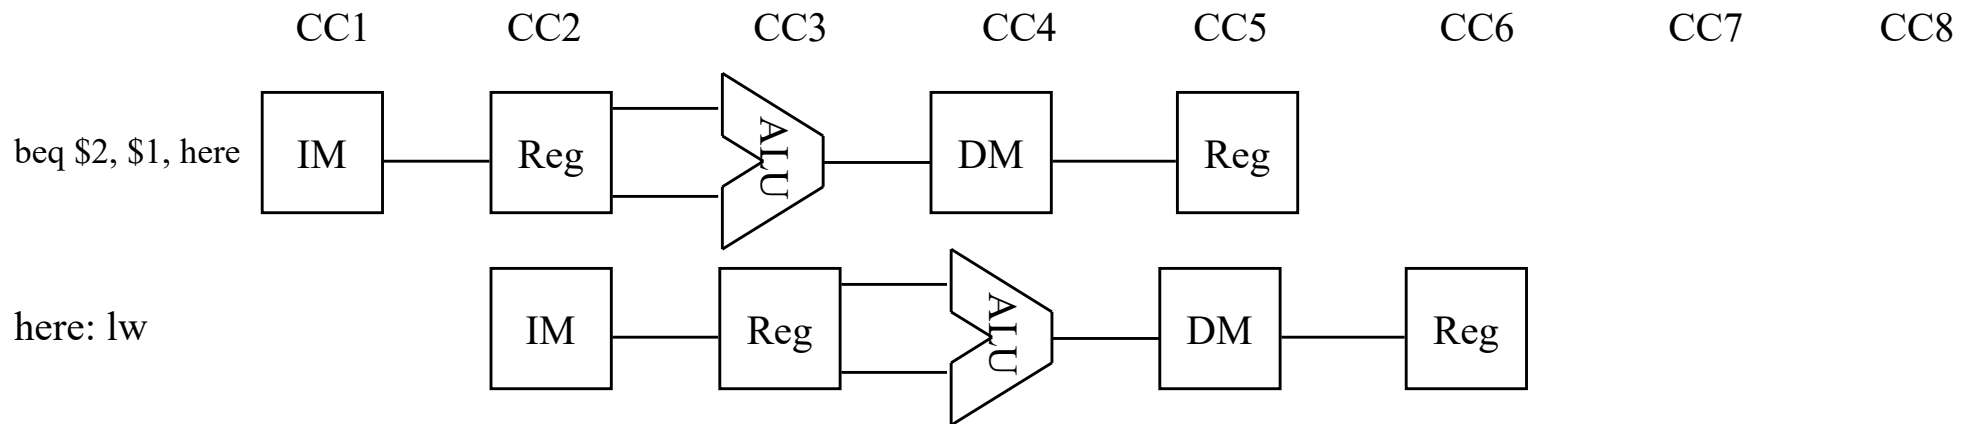 CC1 CC2 CC3 CC4 CC5 CC6 CC7 CC8
beq $2, $1, here IM Reg ALU DM Reg
here: lw IM Reg ALU DM Reg